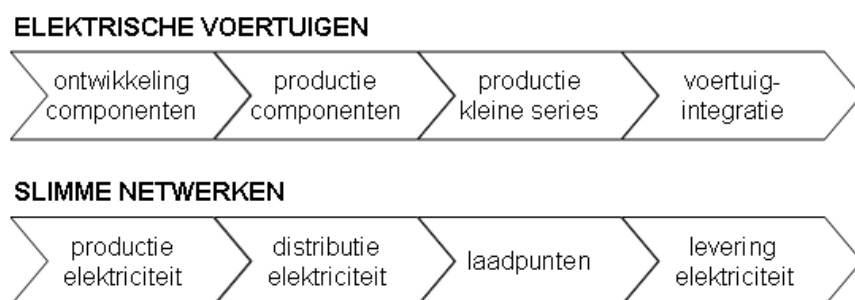 ELEKTRISCHE VOERTUIGEN
ontwikkeling
componenten
productie
componenten
productie
kleine series
voertuig-
integratie
SLIMME NETWERKEN
productie
elektriciteit
distributie
elektriciteit
laadpunten
levering
elektriciteit